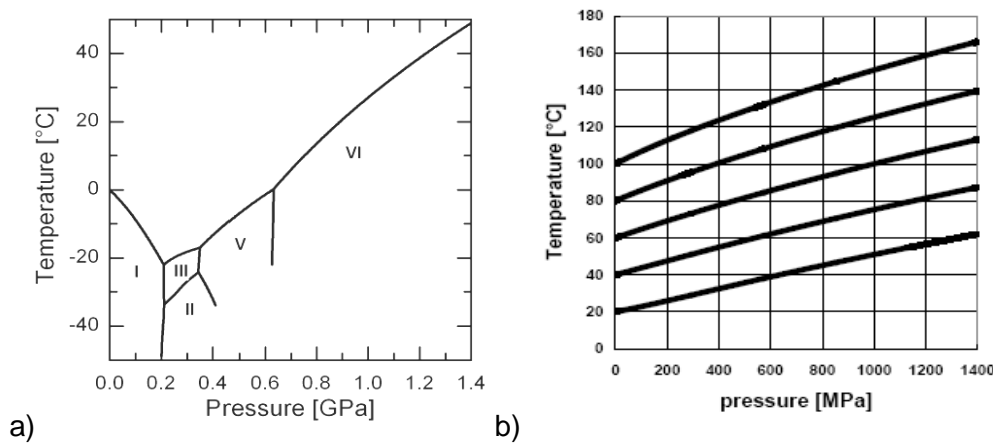 40
20
0
-20
-40
Temperature [°C]
I
II
III
V
VI
0.0 0.2 0.4 0.6 0.8 1.0 1.2 1.4
Pressure [GPa]
a)
180
160
140
120
100
80
60
40
20
0
Temperature [°C]
0 200 400 600 800 1000 1200 1400
pressure [MPa]
b)